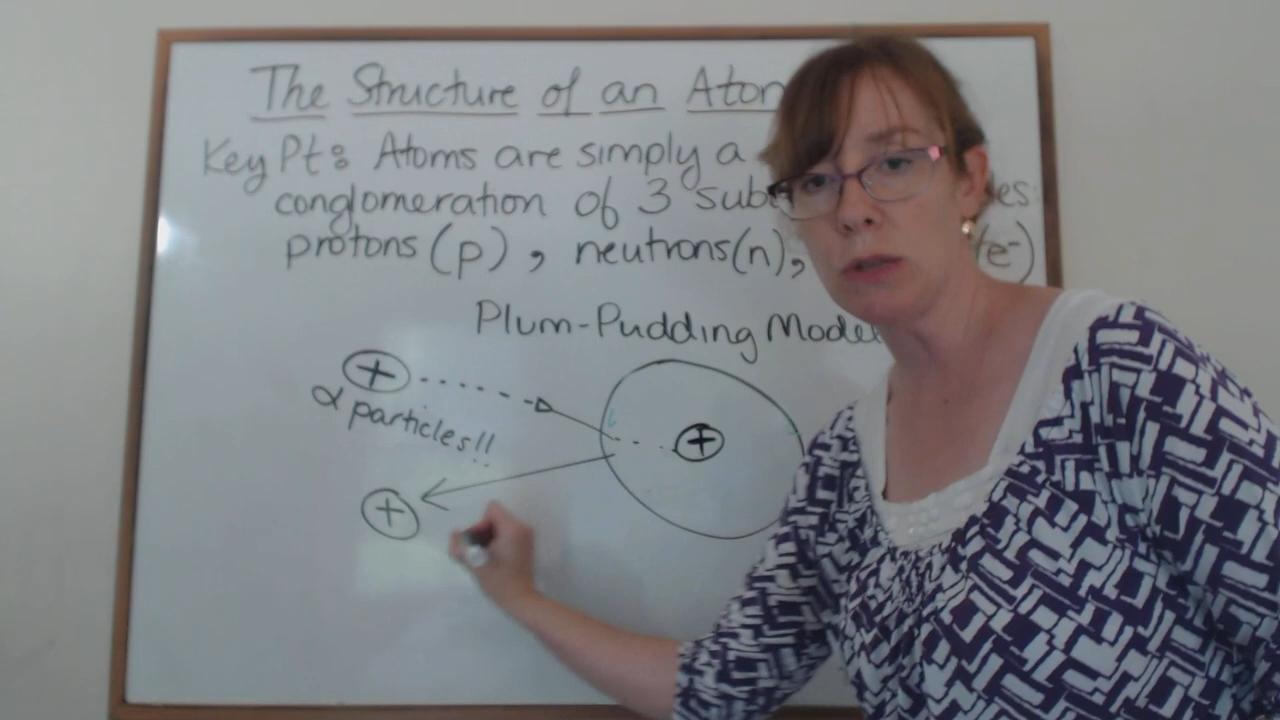 The Structure of an Atom
Key Pt: Atoms are simply a
conglomeration of 3
protons (p), neutrons(n), (e⁻)
Plum-Pudding Model
+
α particles!!
+
+